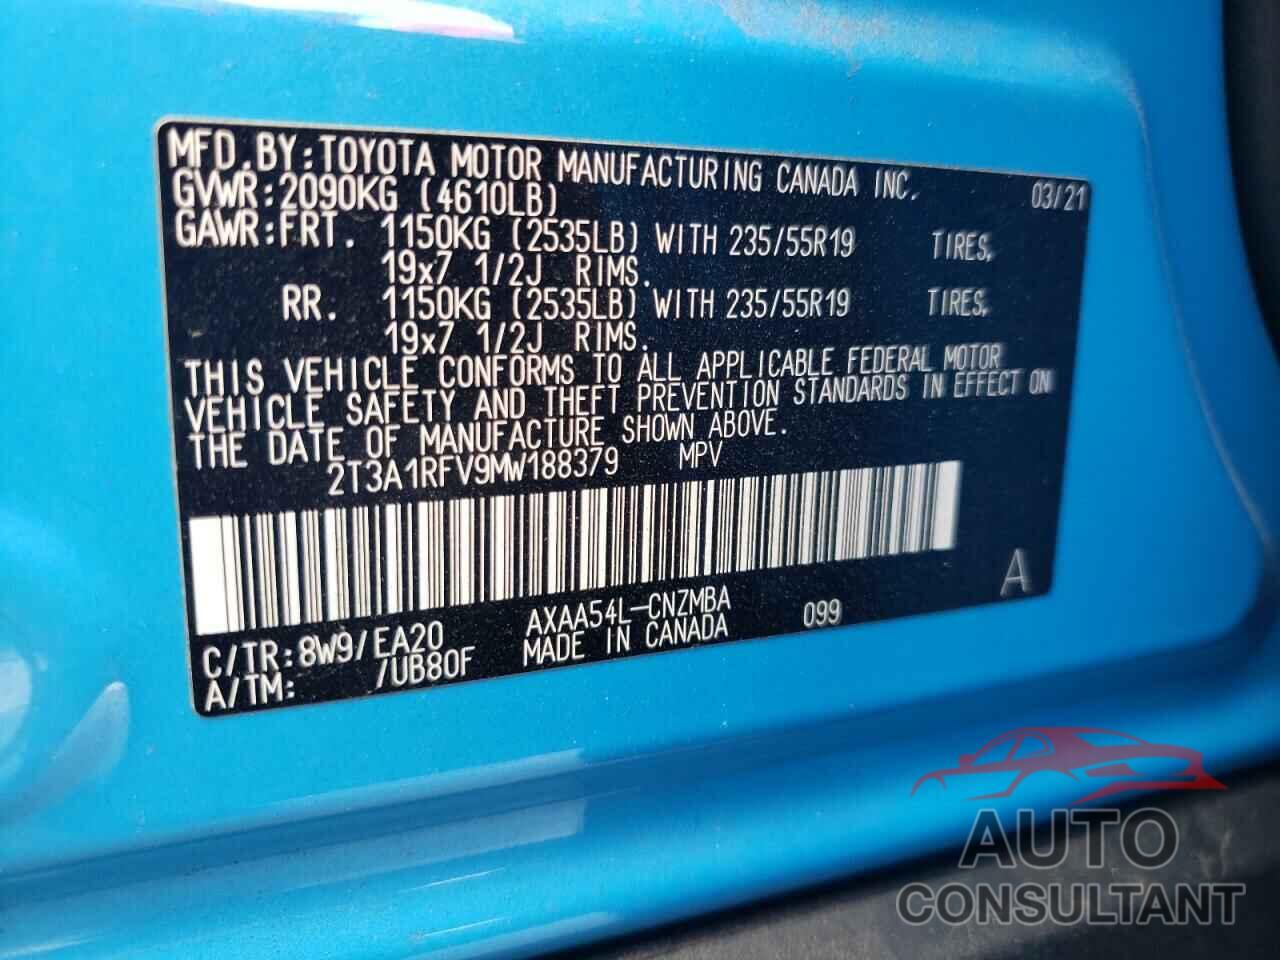 MFD.BY:TOYOTA MOTOR MANUFACTURING CANADA INC. 03/21
GVWR:2090KG (4610LB)
GAWR:FRT. 1150KG (2535LB) WITH 235/55R19 TIRES,
19x7 1/2J RIMS.
RR. 1150KG (2535LB) WITH 235/55R19 TIRES,
19x7 1/2J RIMS.
THIS VEHICLE CONFORMS TO ALL APPLICABLE FEDERAL MOTOR
VEHICLE SAFETY AND THEFT PREVENTION STANDARDS IN EFFECT ON
THE DATE OF MANUFACTURE SHOWN ABOVE.
2T3A1RFV9MW188379 MPV
A
C/TR:8W9/EA20 AXAA54L-CNZMBA 099
A/TM: /UB80F MADE IN CANADA
AUTO
CONSULTANT